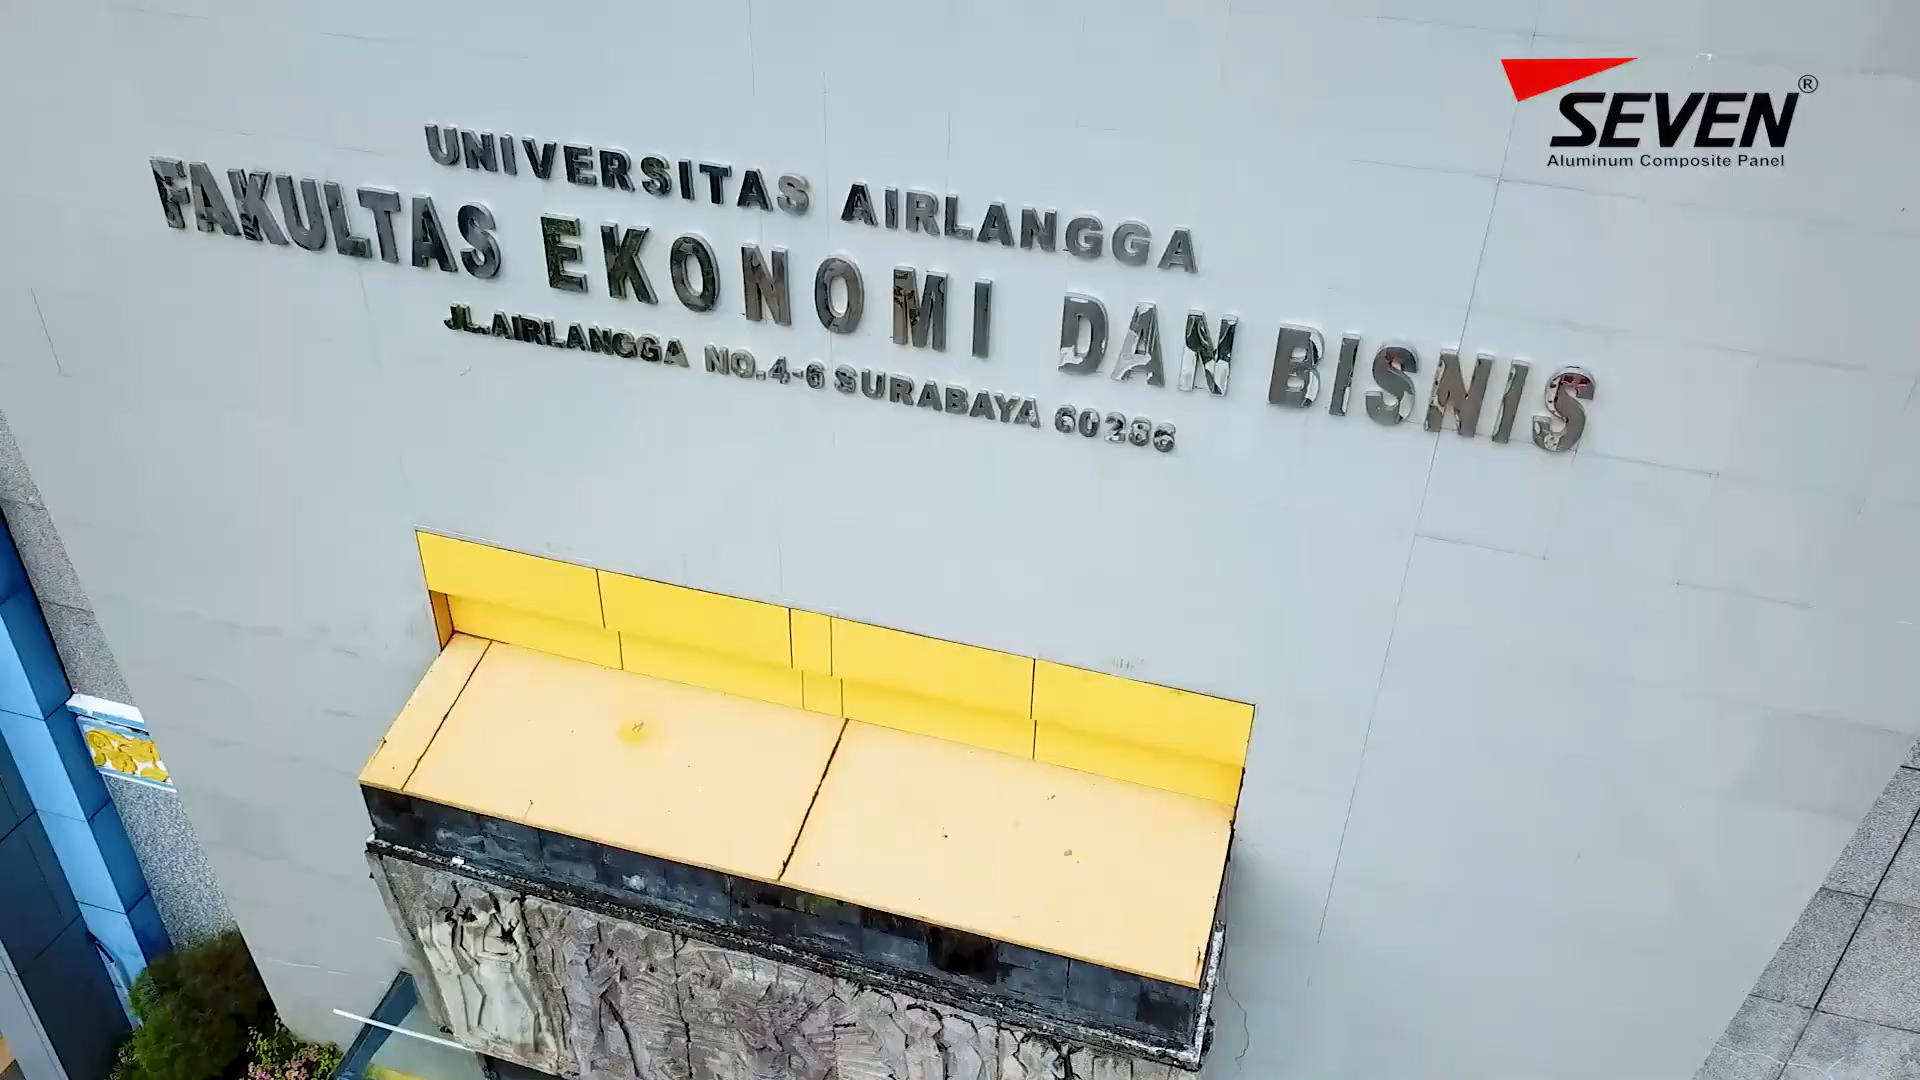 UNIVERSITAS AIRLANGGA
FAKULTAS EKONOMI DAN BISNIS
JL.AIRLANGGA NO.4-6 SURABAYA 60286
SEVEN®
Aluminum Composite Panel